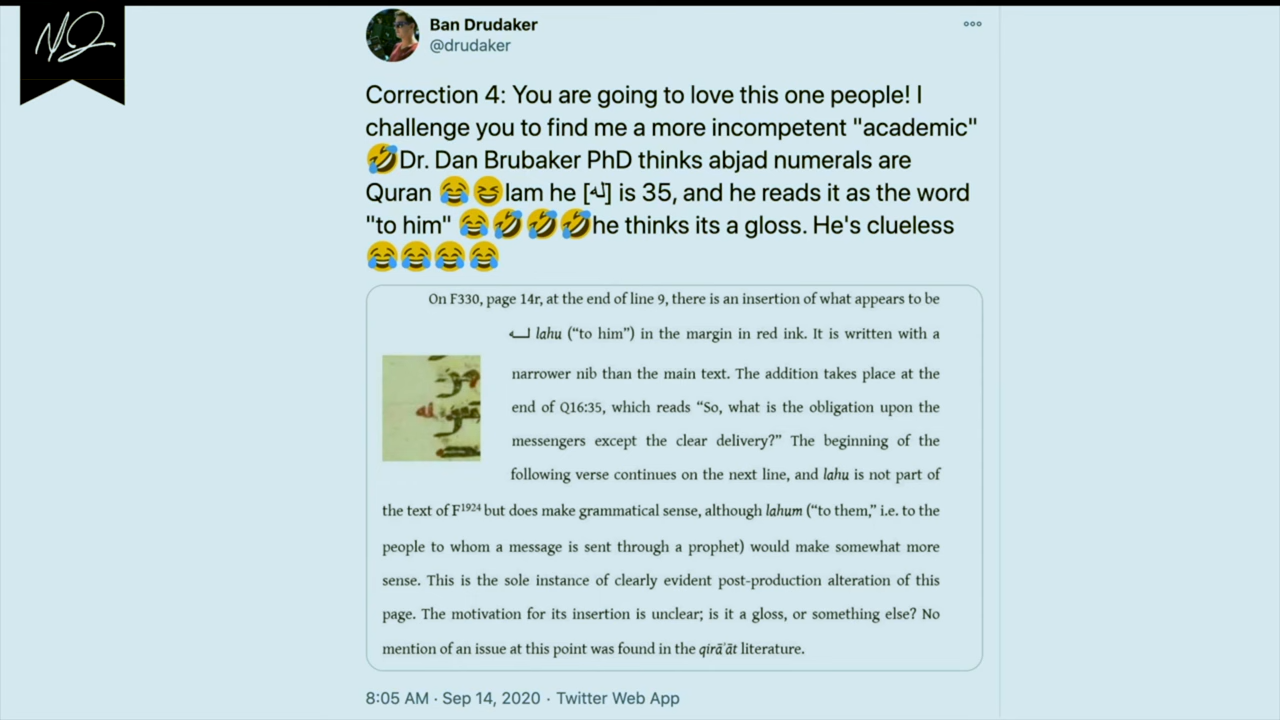 Ban Drudaker
@drudaker
Correction 4: You are going to love this one people! I
challenge you to find me a more incompetent "academic"
🤣Dr. Dan Brubaker PhD thinks abjad numerals are
Quran 😂😆lam he [له] is 35, and he reads it as the word
"to him" 😂🤣🤣🤣he thinks its a gloss. He's clueless
😂😂😂😂
On F330, page 14r, at the end of line 9, there is an insertion of what appears to be
لـه lahu (“to him”) in the margin in red ink. It is written with a
narrower nib than the main text. The addition takes place at the
end of Q16:35, which reads “So, what is the obligation upon the
messengers except the clear delivery?” The beginning of the
following verse continues on the next line, and lahu is not part of
the text of F1924 but does make grammatical sense, although lahum (“to them,” i.e. to the
people to whom a message is sent through a prophet) would make somewhat more
sense. This is the sole instance of clearly evident post-production alteration of this
page. The motivation for its insertion is unclear; is it a gloss, or something else? No
mention of an issue at this point was found in the qirāʾāt literature.
8:05 AM · Sep 14, 2020 · Twitter Web App